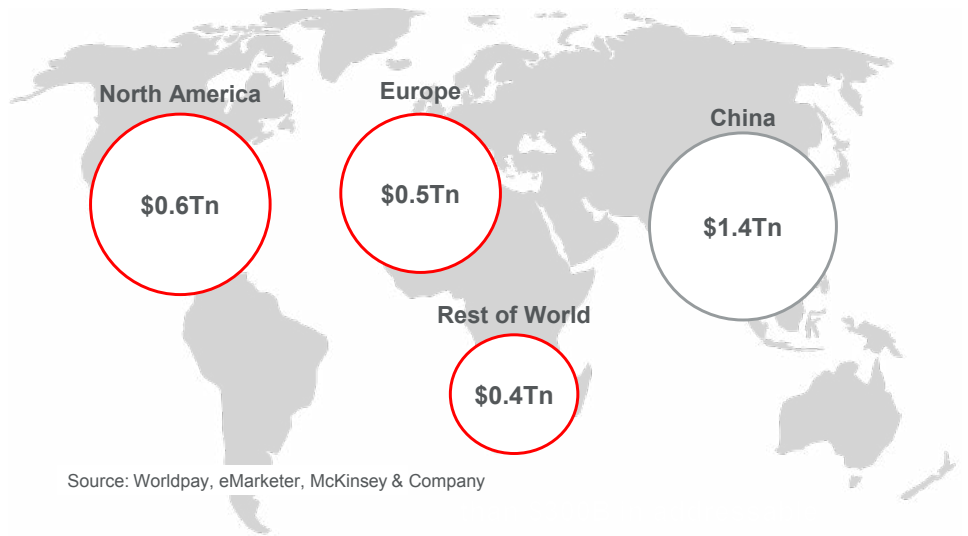 North America
$0.6Tn
Europe
$0.5Tn
China
$1.4Tn
Rest of World
$0.4Tn
Source: Worldpay, eMarketer, McKinsey & Company